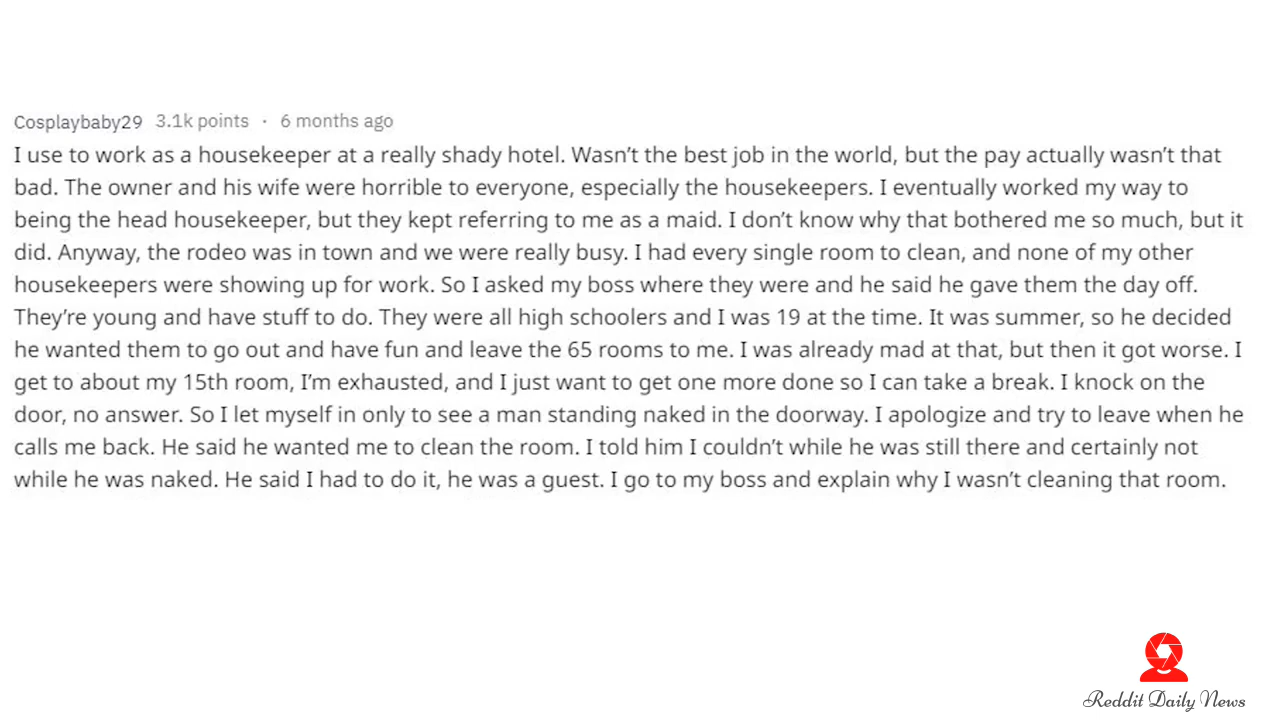 Cosplaybaby29 3.1k points · 6 months ago
I use to work as a housekeeper at a really shady hotel. Wasn’t the best job in the world, but the pay actually wasn’t that
bad. The owner and his wife were horrible to everyone, especially the housekeepers. I eventually worked my way to
being the head housekeeper, but they kept referring to me as a maid. I don’t know why that bothered me so much, but it
did. Anyway, the rodeo was in town and we were really busy. I had every single room to clean, and none of my other
housekeepers were showing up for work. So I asked my boss where they were and he said he gave them the day off.
They’re young and have stuff to do. They were all high schoolers and I was 19 at the time. It was summer, so he decided
he wanted them to go out and have fun and leave the 65 rooms to me. I was already mad at that, but then it got worse. I
get to about my 15th room, I’m exhausted, and I just want to get one more done so I can take a break. I knock on the
door, no answer. So I let myself in only to see a man standing naked in the doorway. I apologize and try to leave when he
calls me back. He said he wanted me to clean the room. I told him I couldn’t while he was still there and certainly not
while he was naked. He said I had to do it, he was a guest. I go to my boss and explain why I wasn’t cleaning that room.
Reddit Daily News